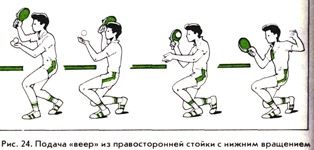 Рис. 24. Подача «веер» из правосторонней стойки с нижним вращением